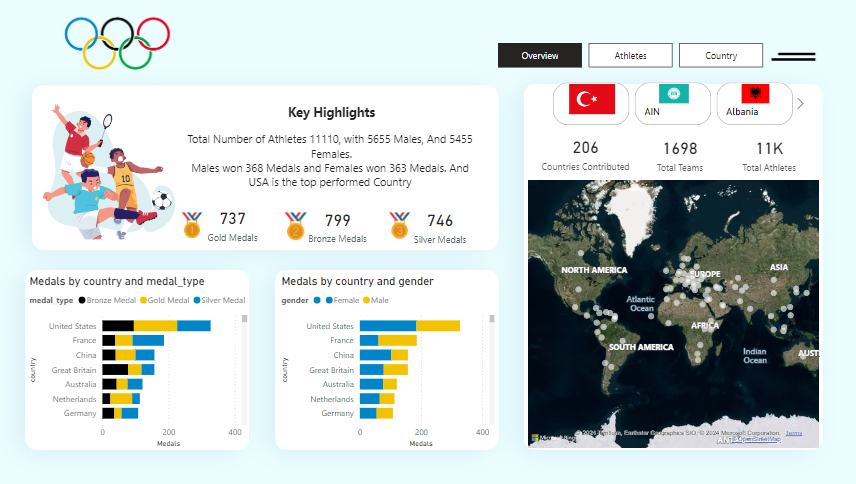 Overview
Athletes
Country
Key Highlights
Total Number of Athletes 11110, with 5655 Males, And 5455
Females.
Males won 368 Medals and Females won 363 Medals. And
USA is the top performed Country
10
1
737
Gold Medals
2
799
Bronze Medals
3
746
Silver Medals
AIN
Albania
206
Countries Contributed
1698
Total Teams
11K
Total Athletes
NORTH AMERICA
EUROPE
ASIA
Atlantic
Ocean
AFRICA
SOUTH AMERICA
Indian
Ocean
AUST
Earthstar Geographics SIO, © 2024 Microsoft Corporation, Terms
OpenStreetMap
Medals by country and medal_type
medal_type Bronze Medal Gold Medal Silver Medal
country
United States
France
China
Great Britain
Australia
Netherlands
Germany
0 200 400
Medals
Medals by country and gender
gender Female Male
country
United States
France
China
Great Britain
Australia
Netherlands
Germany
0 200 400
Medals